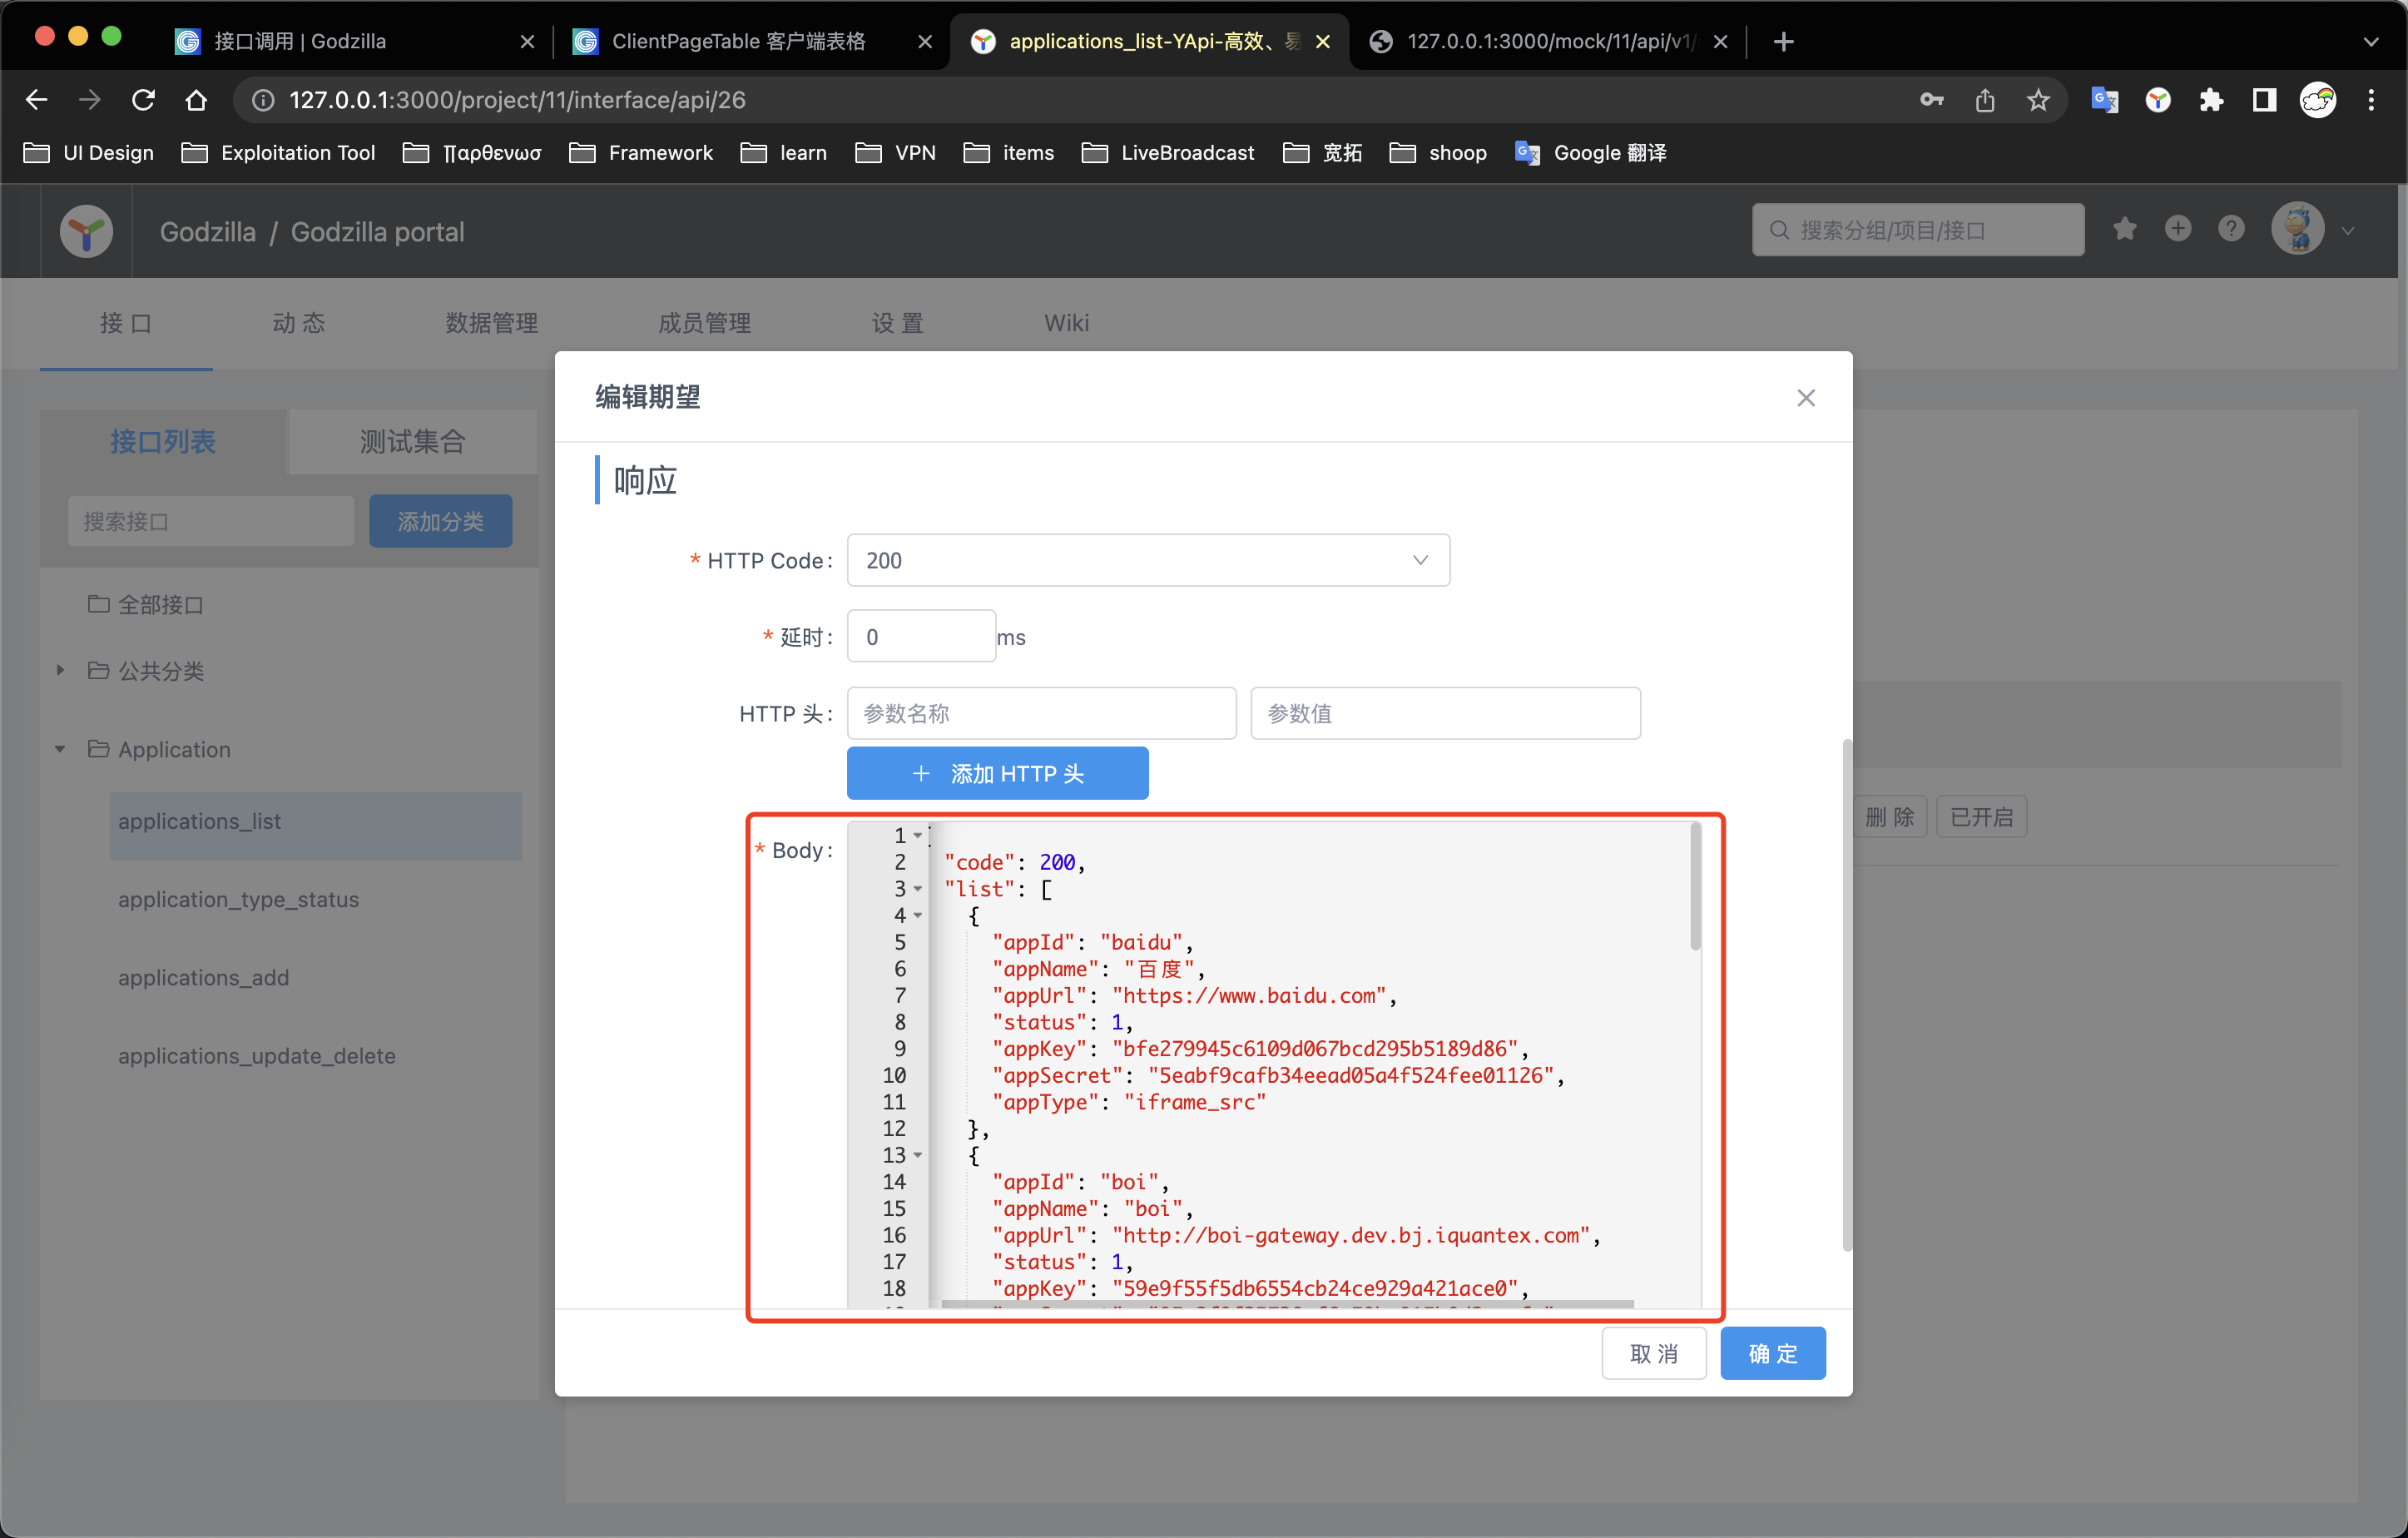 接口调用 | Godzilla
ClientPageTable 客户端表格
applications_list-YApi-高效、易
127.0.0.1:3000/mock/11/api/v1/
127.0.0.1:3000/project/11/interface/api/26
UI Design
Exploitation Tool
∏αρθενωσ
Framework
learn
VPN
items
LiveBroadcast
宽拓
shoop
Google 翻译
Godzilla / Godzilla portal
搜索分组/项目/接口
接 口
动 态
数据管理
成员管理
设 置
Wiki
接口列表
测试集合
搜索接口
添加分类
全部接口
公共分类
Application
applications_list
application_type_status
applications_add
applications_update_delete
删 除
已开启
编辑期望
响应
* HTTP Code:
200
* 延时:
0
ms
HTTP 头:
参数名称
参数值
+ 添加 HTTP 头
* Body:
1 {
2 "code": 200,
3 "list": [
4 {
5 "appId": "baidu",
6 "appName": "百度",
7 "appUrl": "https://www.baidu.com",
8 "status": 1,
9 "appKey": "bfe279945c6109d067bcd295b5189d86",
10 "appSecret": "5eabf9cafb34eead05a4f524fee01126",
11 "appType": "iframe_src"
12 },
13 {
14 "appId": "boi",
15 "appName": "boi",
16 "appUrl": "http://boi-gateway.dev.bj.iquantex.com",
17 "status": 1,
18 "appKey": "59e9f55f5db6554cb24ce929a421ace0",
取 消
确 定